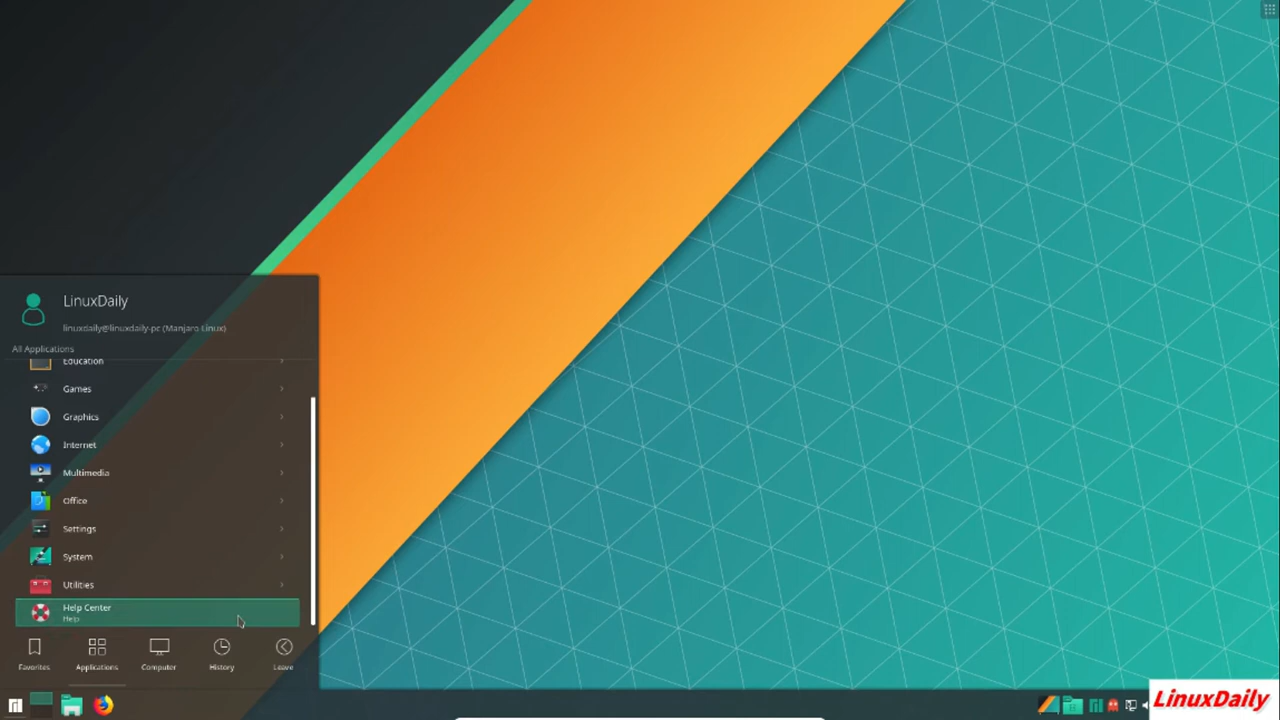 LinuxDaily
linuxdaily@linuxdaily-pc (Manjaro Linux)
All Applications
Education
Games
Graphics
Internet
Multimedia
Office
Settings
System
Utilities
Help Center
Help
Favorites
Applications
Computer
History
Leave
LinuxDaily